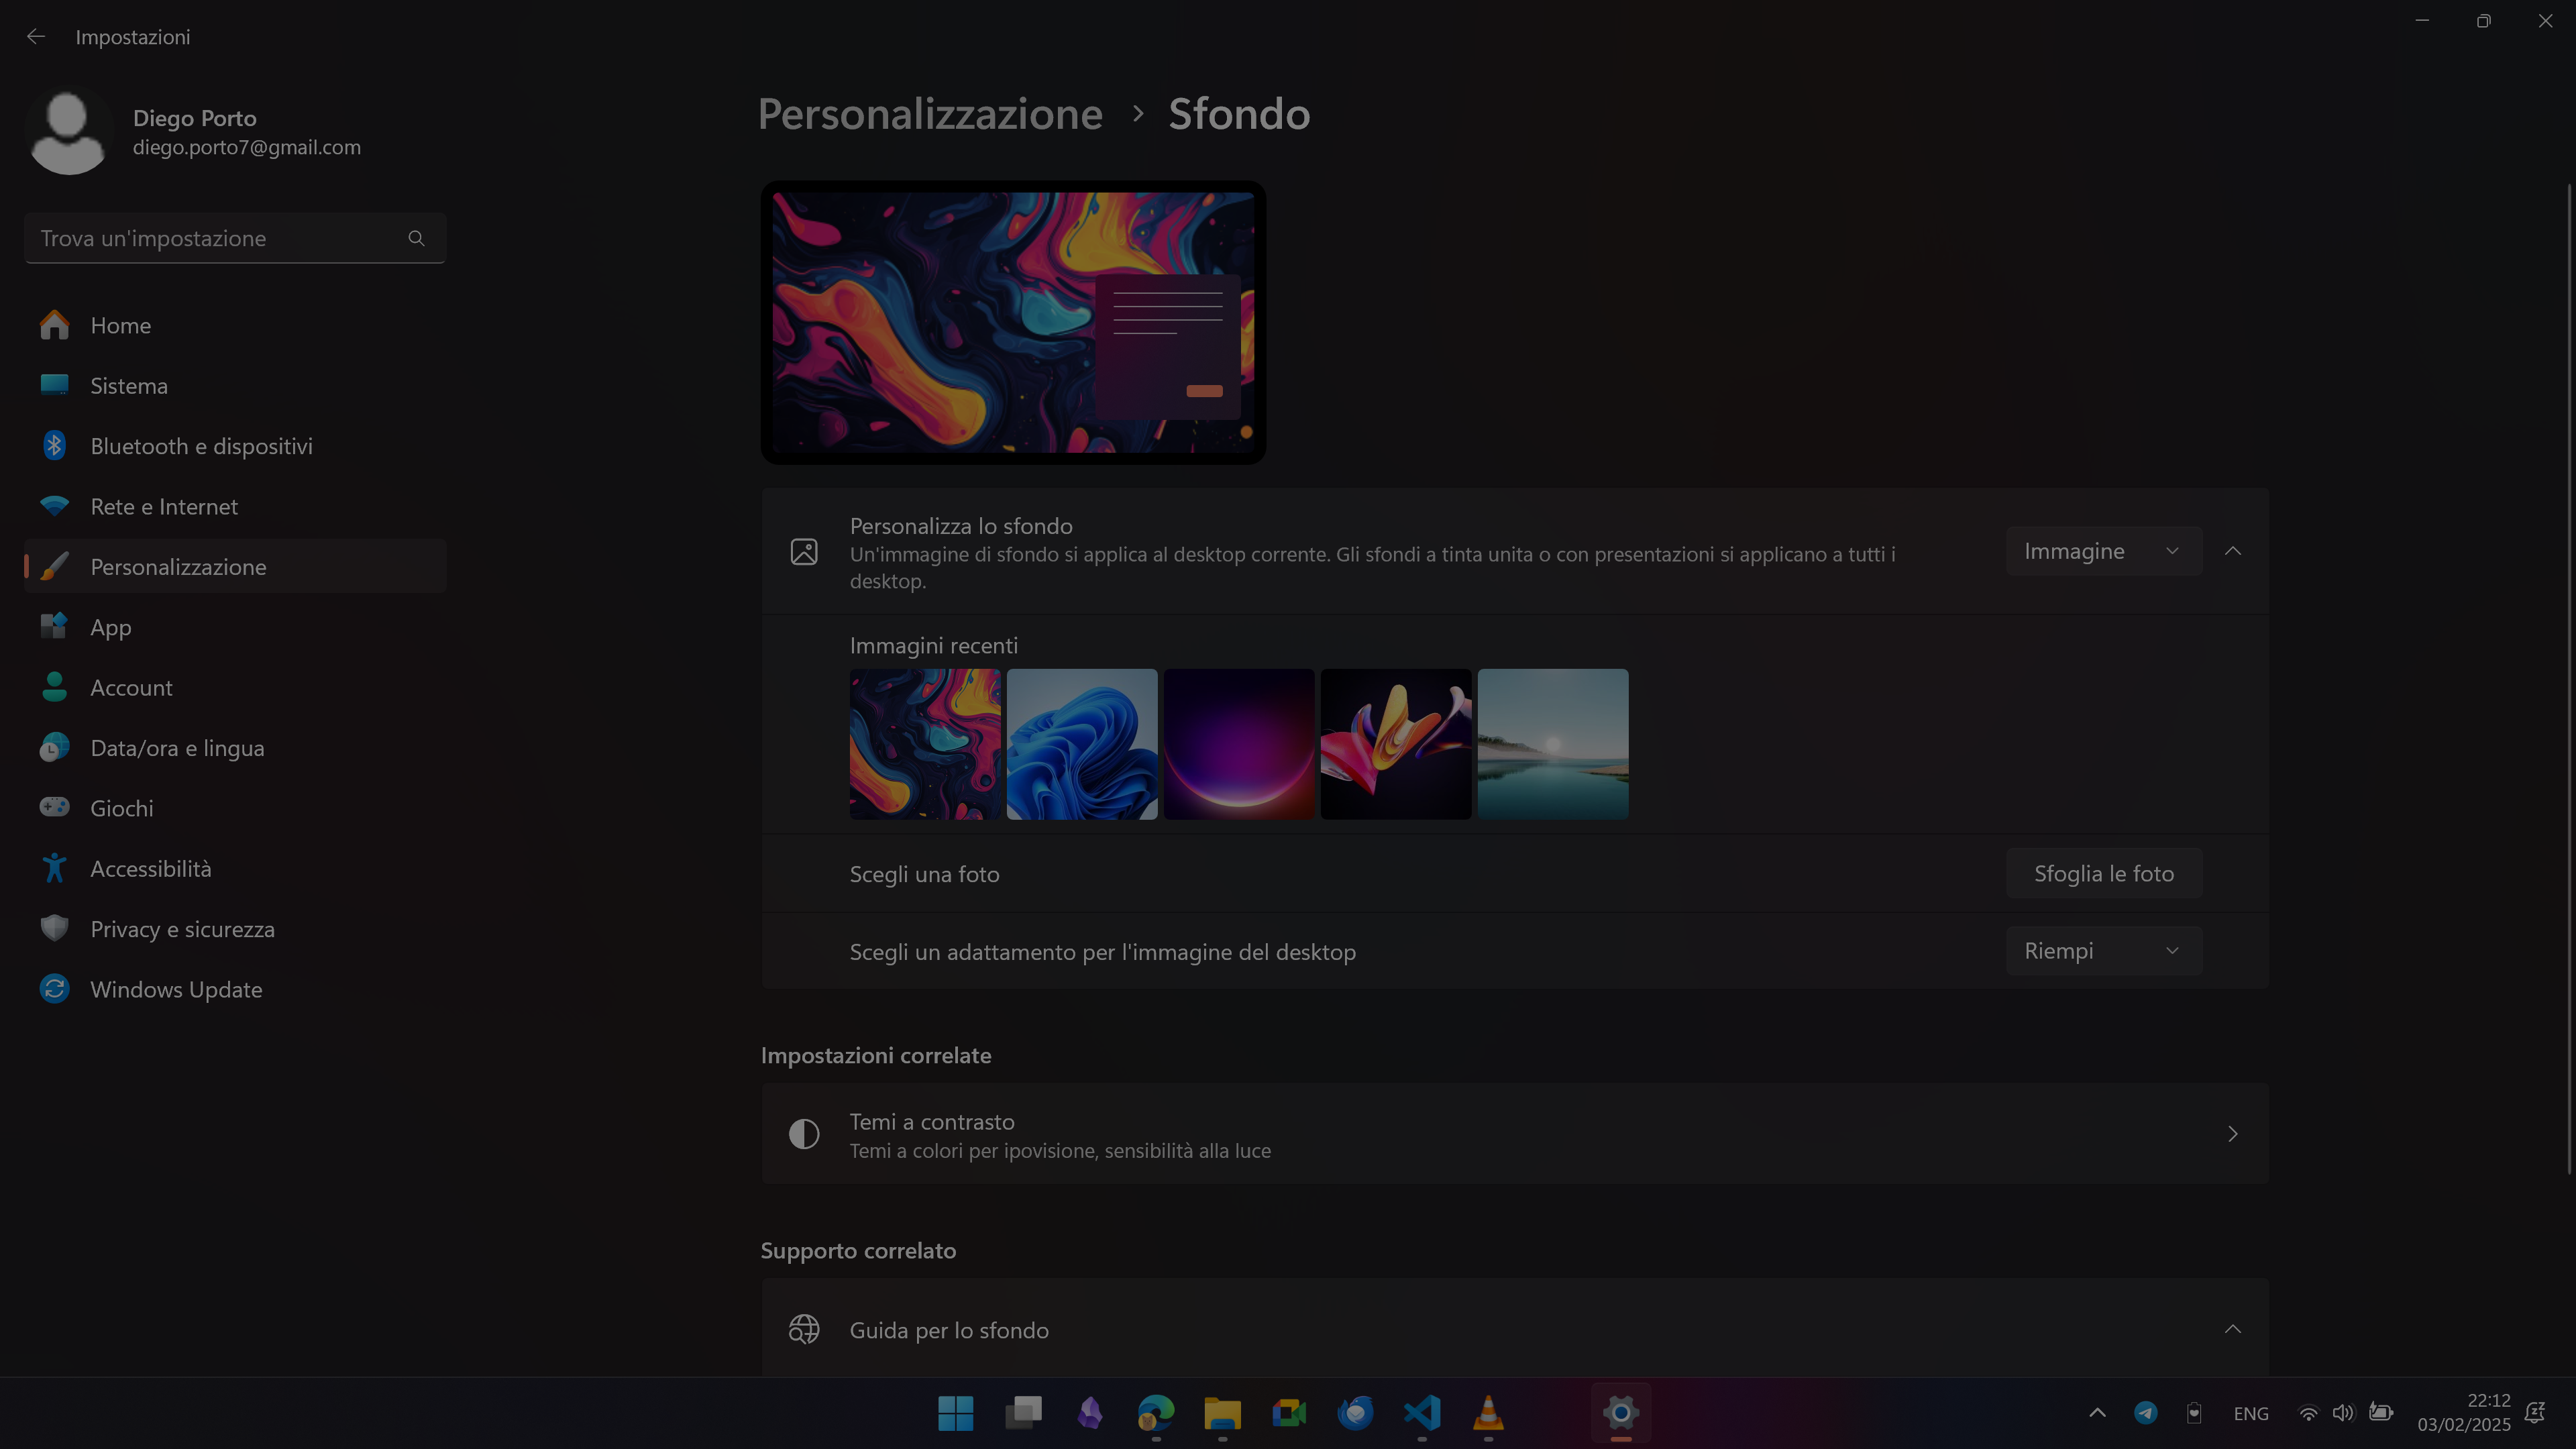 Impostazioni
Diego Porto
diego.porto7@gmail.com
Trova un'impostazione
Home
Sistema
Bluetooth e dispositivi
Rete e Internet
Personalizzazione
App
Account
Data/ora e lingua
Giochi
Accessibilità
Privacy e sicurezza
Windows Update
Personalizzazione > Sfondo
Personalizza lo sfondo
Un'immagine di sfondo si applica al desktop corrente. Gli sfondi a tinta unita o con presentazioni si applicano a tutti i
desktop.
Immagine
Immagini recenti
Scegli una foto
Sfoglia le foto
Scegli un adattamento per l'immagine del desktop
Riempi
Impostazioni correlate
Temi a contrasto
Temi a colori per ipovisione, sensibilità alla luce
Supporto correlato
Guida per lo sfondo
ENG
22:12
03/02/2025